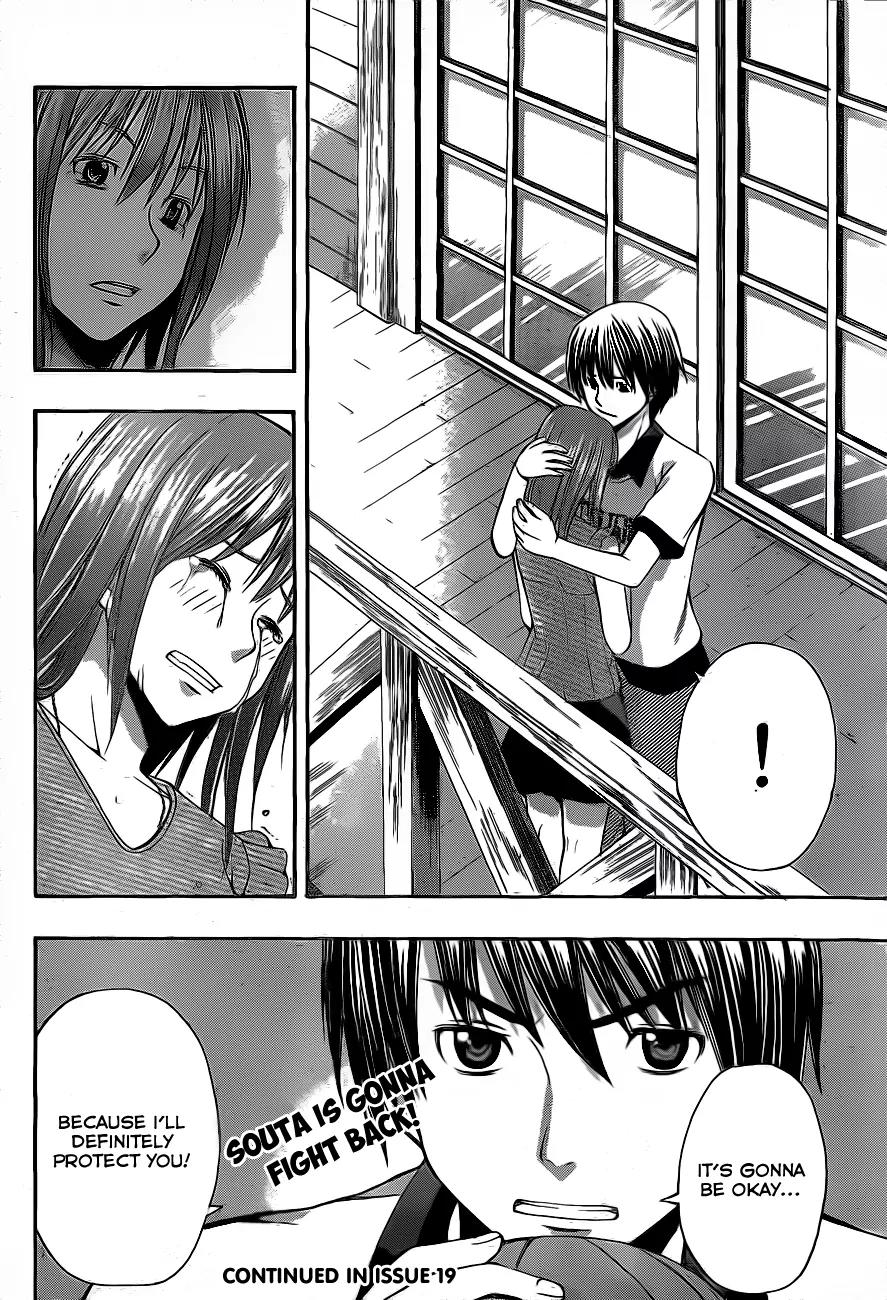 !
IT'S GONNA
BE OKAY...
BECAUSE I'LL
DEFINITELY
PROTECT YOU!
SOUTA IS GONNA
FIGHT BACK!
CONTINUED IN ISSUE 19